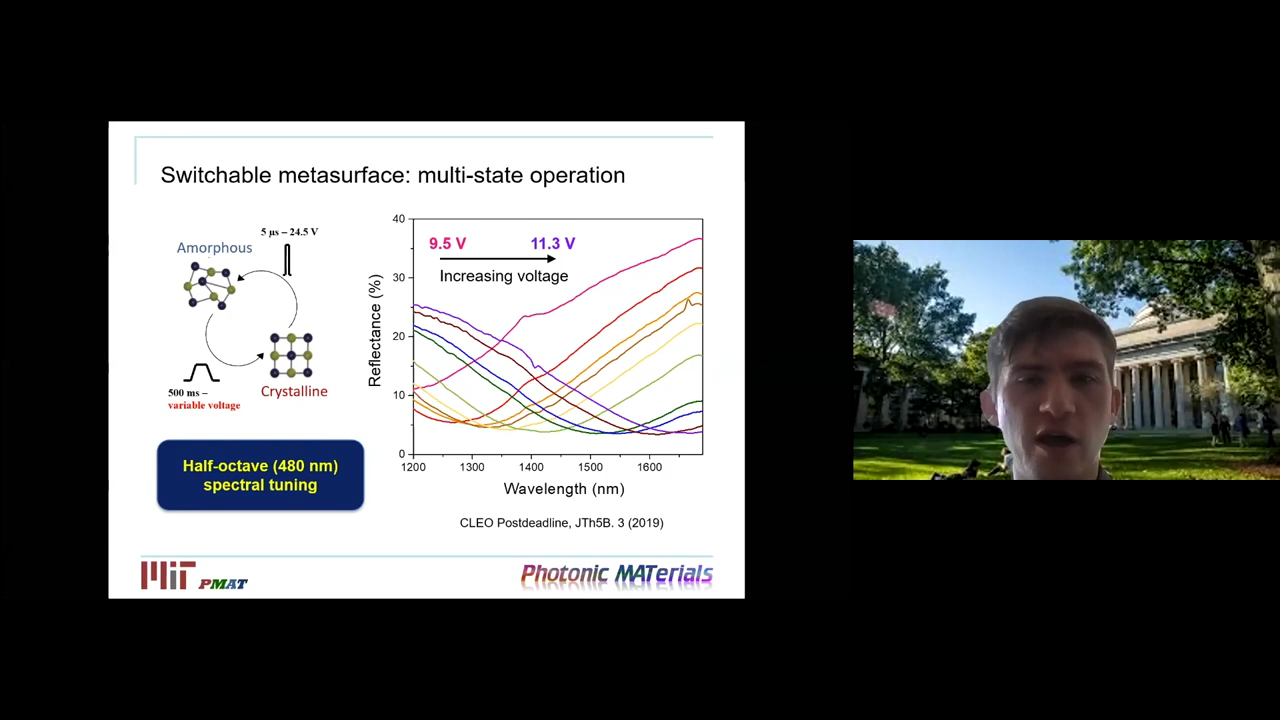 Switchable metasurface: multi-state operation
5 µs – 24.5 V
Amorphous
Crystalline
500 ms –
variable voltage
Half-octave (480 nm)
spectral tuning
40
30
20
10
0
Reflectance (%)
9.5 V 11.3 V
Increasing voltage
1200 1300 1400 1500 1600
Wavelength (nm)
CLEO Postdeadline, JTh5B. 3 (2019)
MIT PMAT
Photonic MATerials